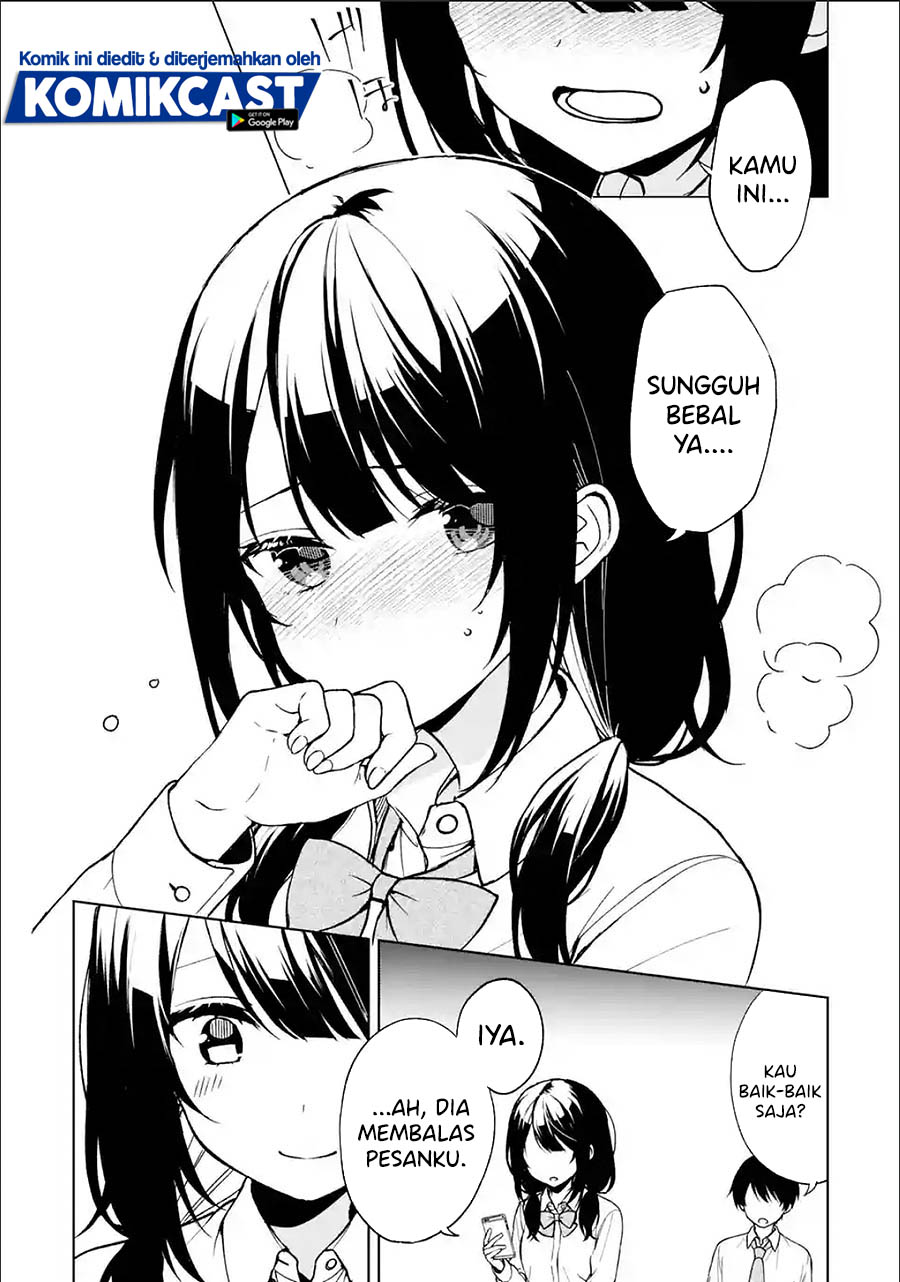 Komik ini diedit & diterjemahkan oleh
KOMIKCAST
GET IT ON
Google Play
KAMU
INI...
SUNGGUH
BEBAL
YA....
KAU
BAIK-BAIK
SAJA?
IYA.
...AH, DIA
MEMBALAS
PESANKU.